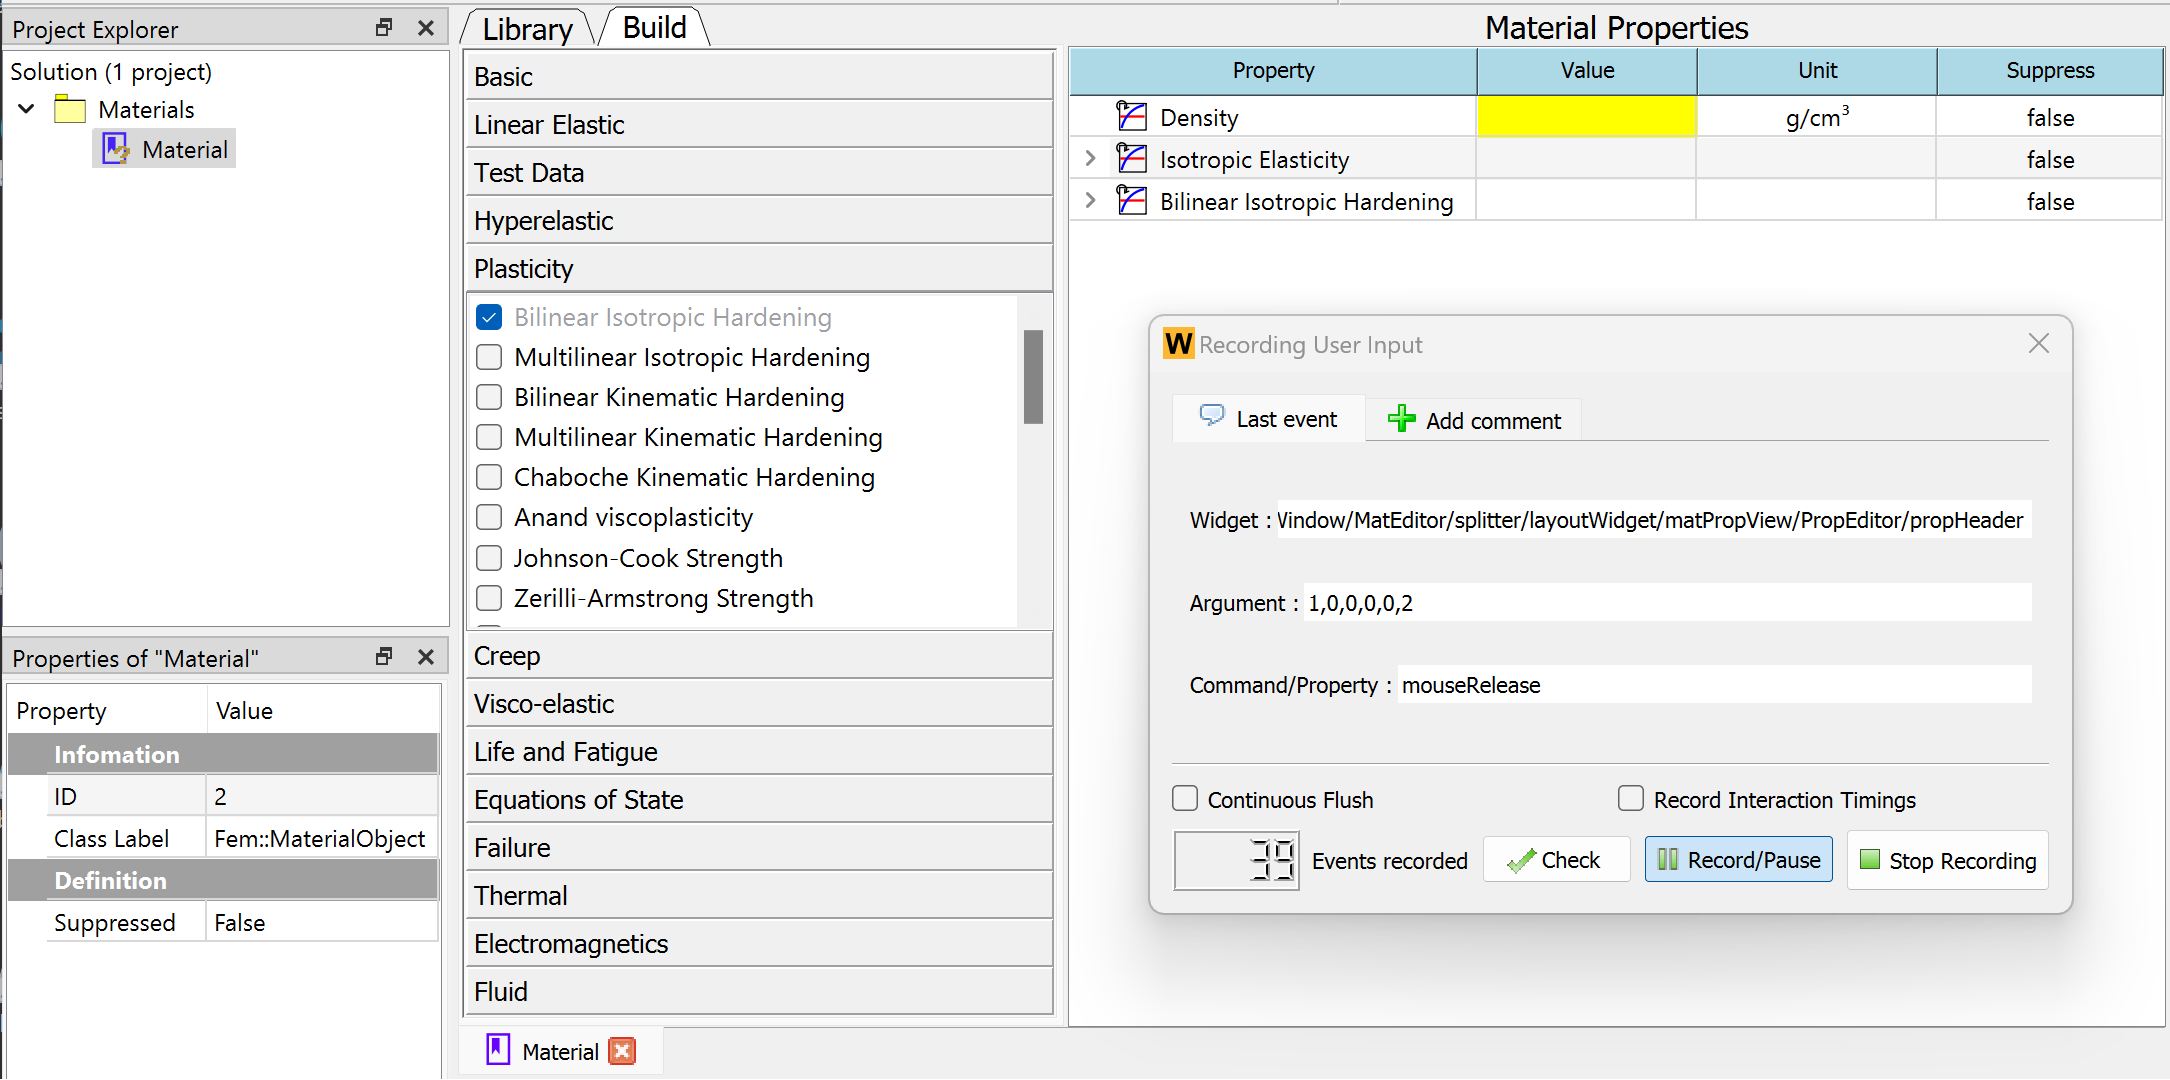 Project Explorer
Solution (1 project)
Materials
Material
Properties of "Material"
Property Value
Infomation
ID 2
Class Label Fem::MaterialObject
Definition
Suppressed False
Library Build
Basic
Linear Elastic
Test Data
Hyperelastic
Plasticity
Bilinear Isotropic Hardening
Multilinear Isotropic Hardening
Bilinear Kinematic Hardening
Multilinear Kinematic Hardening
Chaboche Kinematic Hardening
Anand viscoplasticity
Johnson-Cook Strength
Zerilli-Armstrong Strength
Creep
Visco-elastic
Life and Fatigue
Equations of State
Failure
Thermal
Electromagnetics
Fluid
Material
Material Properties
Property Value Unit Suppress
Density g/cm³ false
Isotropic Elasticity false
Bilinear Isotropic Hardening false
W Recording User Input
Last event Add comment
Widget : Window/MatEditor/splitter/layoutWidget/matPropView/PropEditor/propHeader
Argument : 1,0,0,0,0,2
Command/Property : mouseRelease
Continuous Flush Record Interaction Timings
39 Events recorded Check Record/Pause Stop Recording